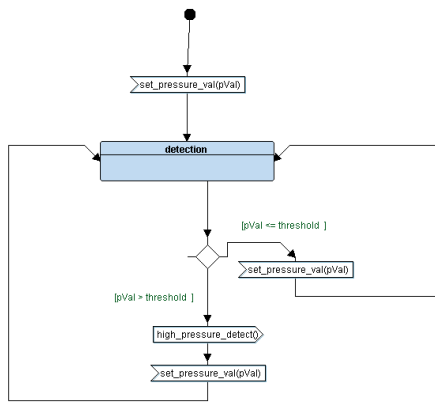 set_pressure_val(pVal)
detection
[pVal <= threshold ]
set_pressure_val(pVal)
[pVal > threshold ]
high_pressure_detect()
set_pressure_val(pVal)